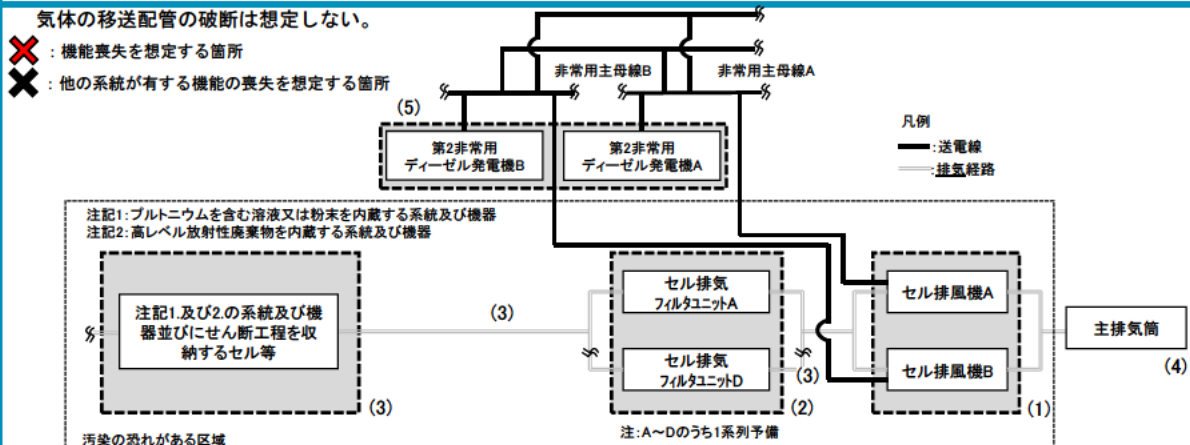 気体の移送配管の破断は想定しない。
：機能喪失を想定する箇所
：他の系統が有する機能の喪失を想定する箇所
非常用主母線B
非常用主母線A
(5)
第2非常用
ディーゼル発電機B
第2非常用
ディーゼル発電機A
凡例
：送電線
：排気経路
注記1：プルトニウムを含む溶液又は粉末を内蔵する系統及び機器
注記2：高レベル放射性廃棄物を内蔵する系統及び機器
注記1.及び2.の系統及び機
器並びにせん断工程を収
納するセル等
(3)
(3)
セル排気
フィルタユニットA
セル排気
フィルタユニットD
(3)
(2)
セル排風機A
セル排風機B
(1)
主排気筒
(4)
汚染の恐れがある区域
注：A～Dのうち1系列予備